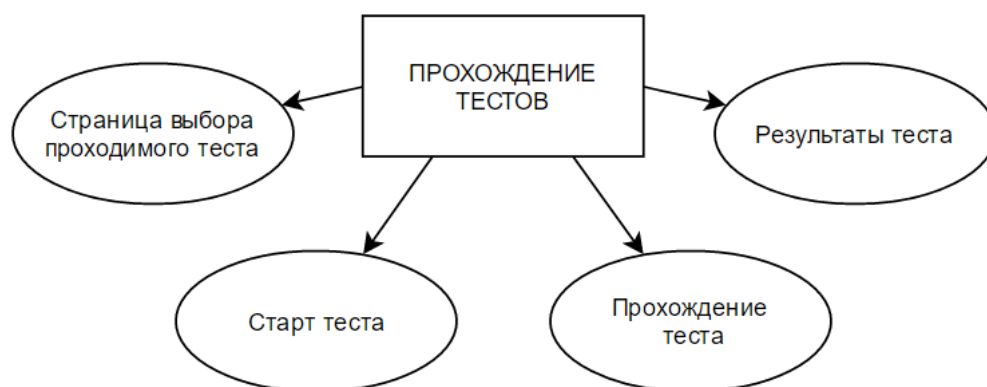 ПРОХОЖДЕНИЕ
ТЕСТОВ
Страница выбора
проходимого теста
Результаты теста
Старт теста
Прохождение
теста